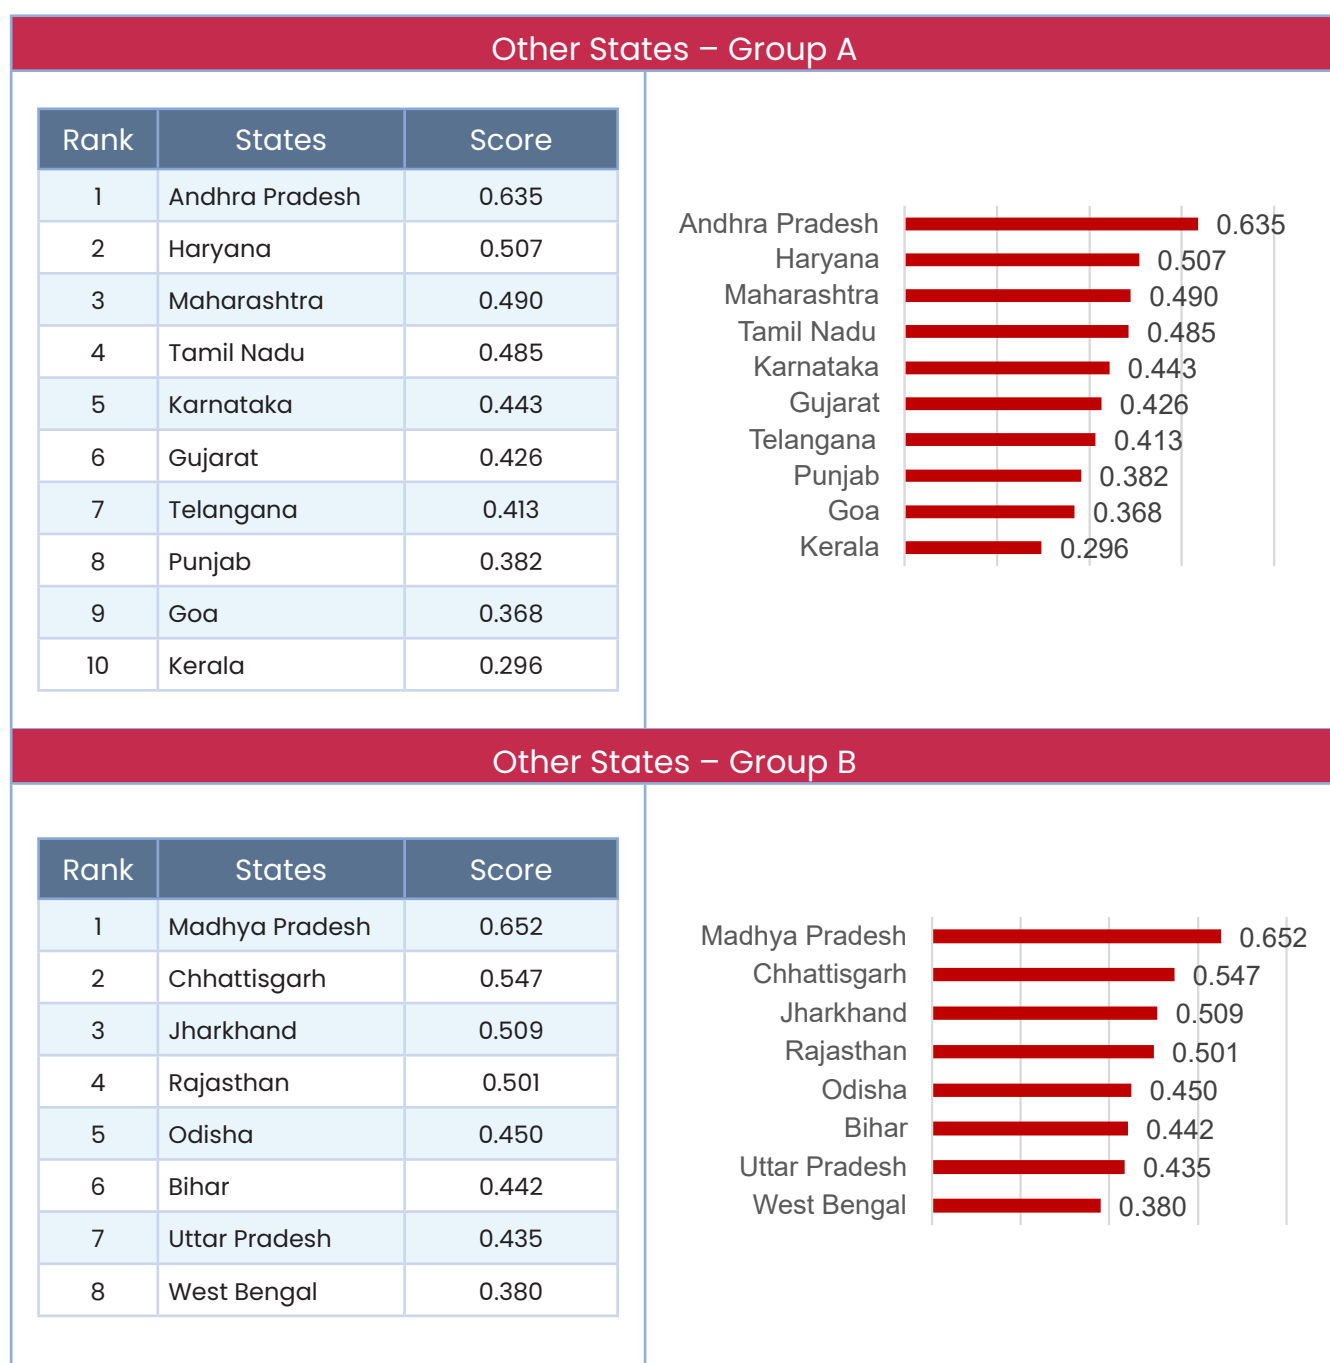 Other States – Group A
Rank States Score
1 Andhra Pradesh 0.635
2 Haryana 0.507
3 Maharashtra 0.490
4 Tamil Nadu 0.485
5 Karnataka 0.443
6 Gujarat 0.426
7 Telangana 0.413
8 Punjab 0.382
9 Goa 0.368
10 Kerala 0.296
Andhra Pradesh 0.635
Haryana 0.507
Maharashtra 0.490
Tamil Nadu 0.485
Karnataka 0.443
Gujarat 0.426
Telangana 0.413
Punjab 0.382
Goa 0.368
Kerala 0.296
Other States – Group B
Rank States Score
1 Madhya Pradesh 0.652
2 Chhattisgarh 0.547
3 Jharkhand 0.509
4 Rajasthan 0.501
5 Odisha 0.450
6 Bihar 0.442
7 Uttar Pradesh 0.435
8 West Bengal 0.380
Madhya Pradesh 0.652
Chhattisgarh 0.547
Jharkhand 0.509
Rajasthan 0.501
Odisha 0.450
Bihar 0.442
Uttar Pradesh 0.435
West Bengal 0.380